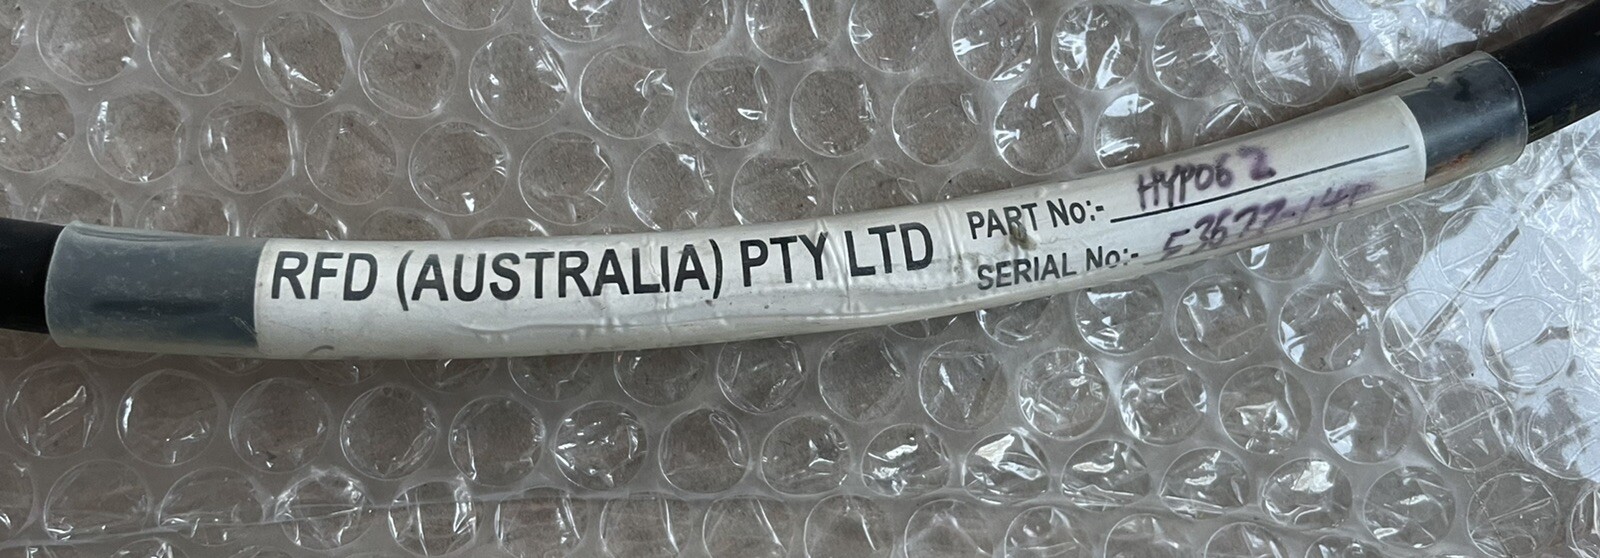 RFD (AUSTRALIA) PTY LTD
PART No:- HYP062
SERIAL No:-